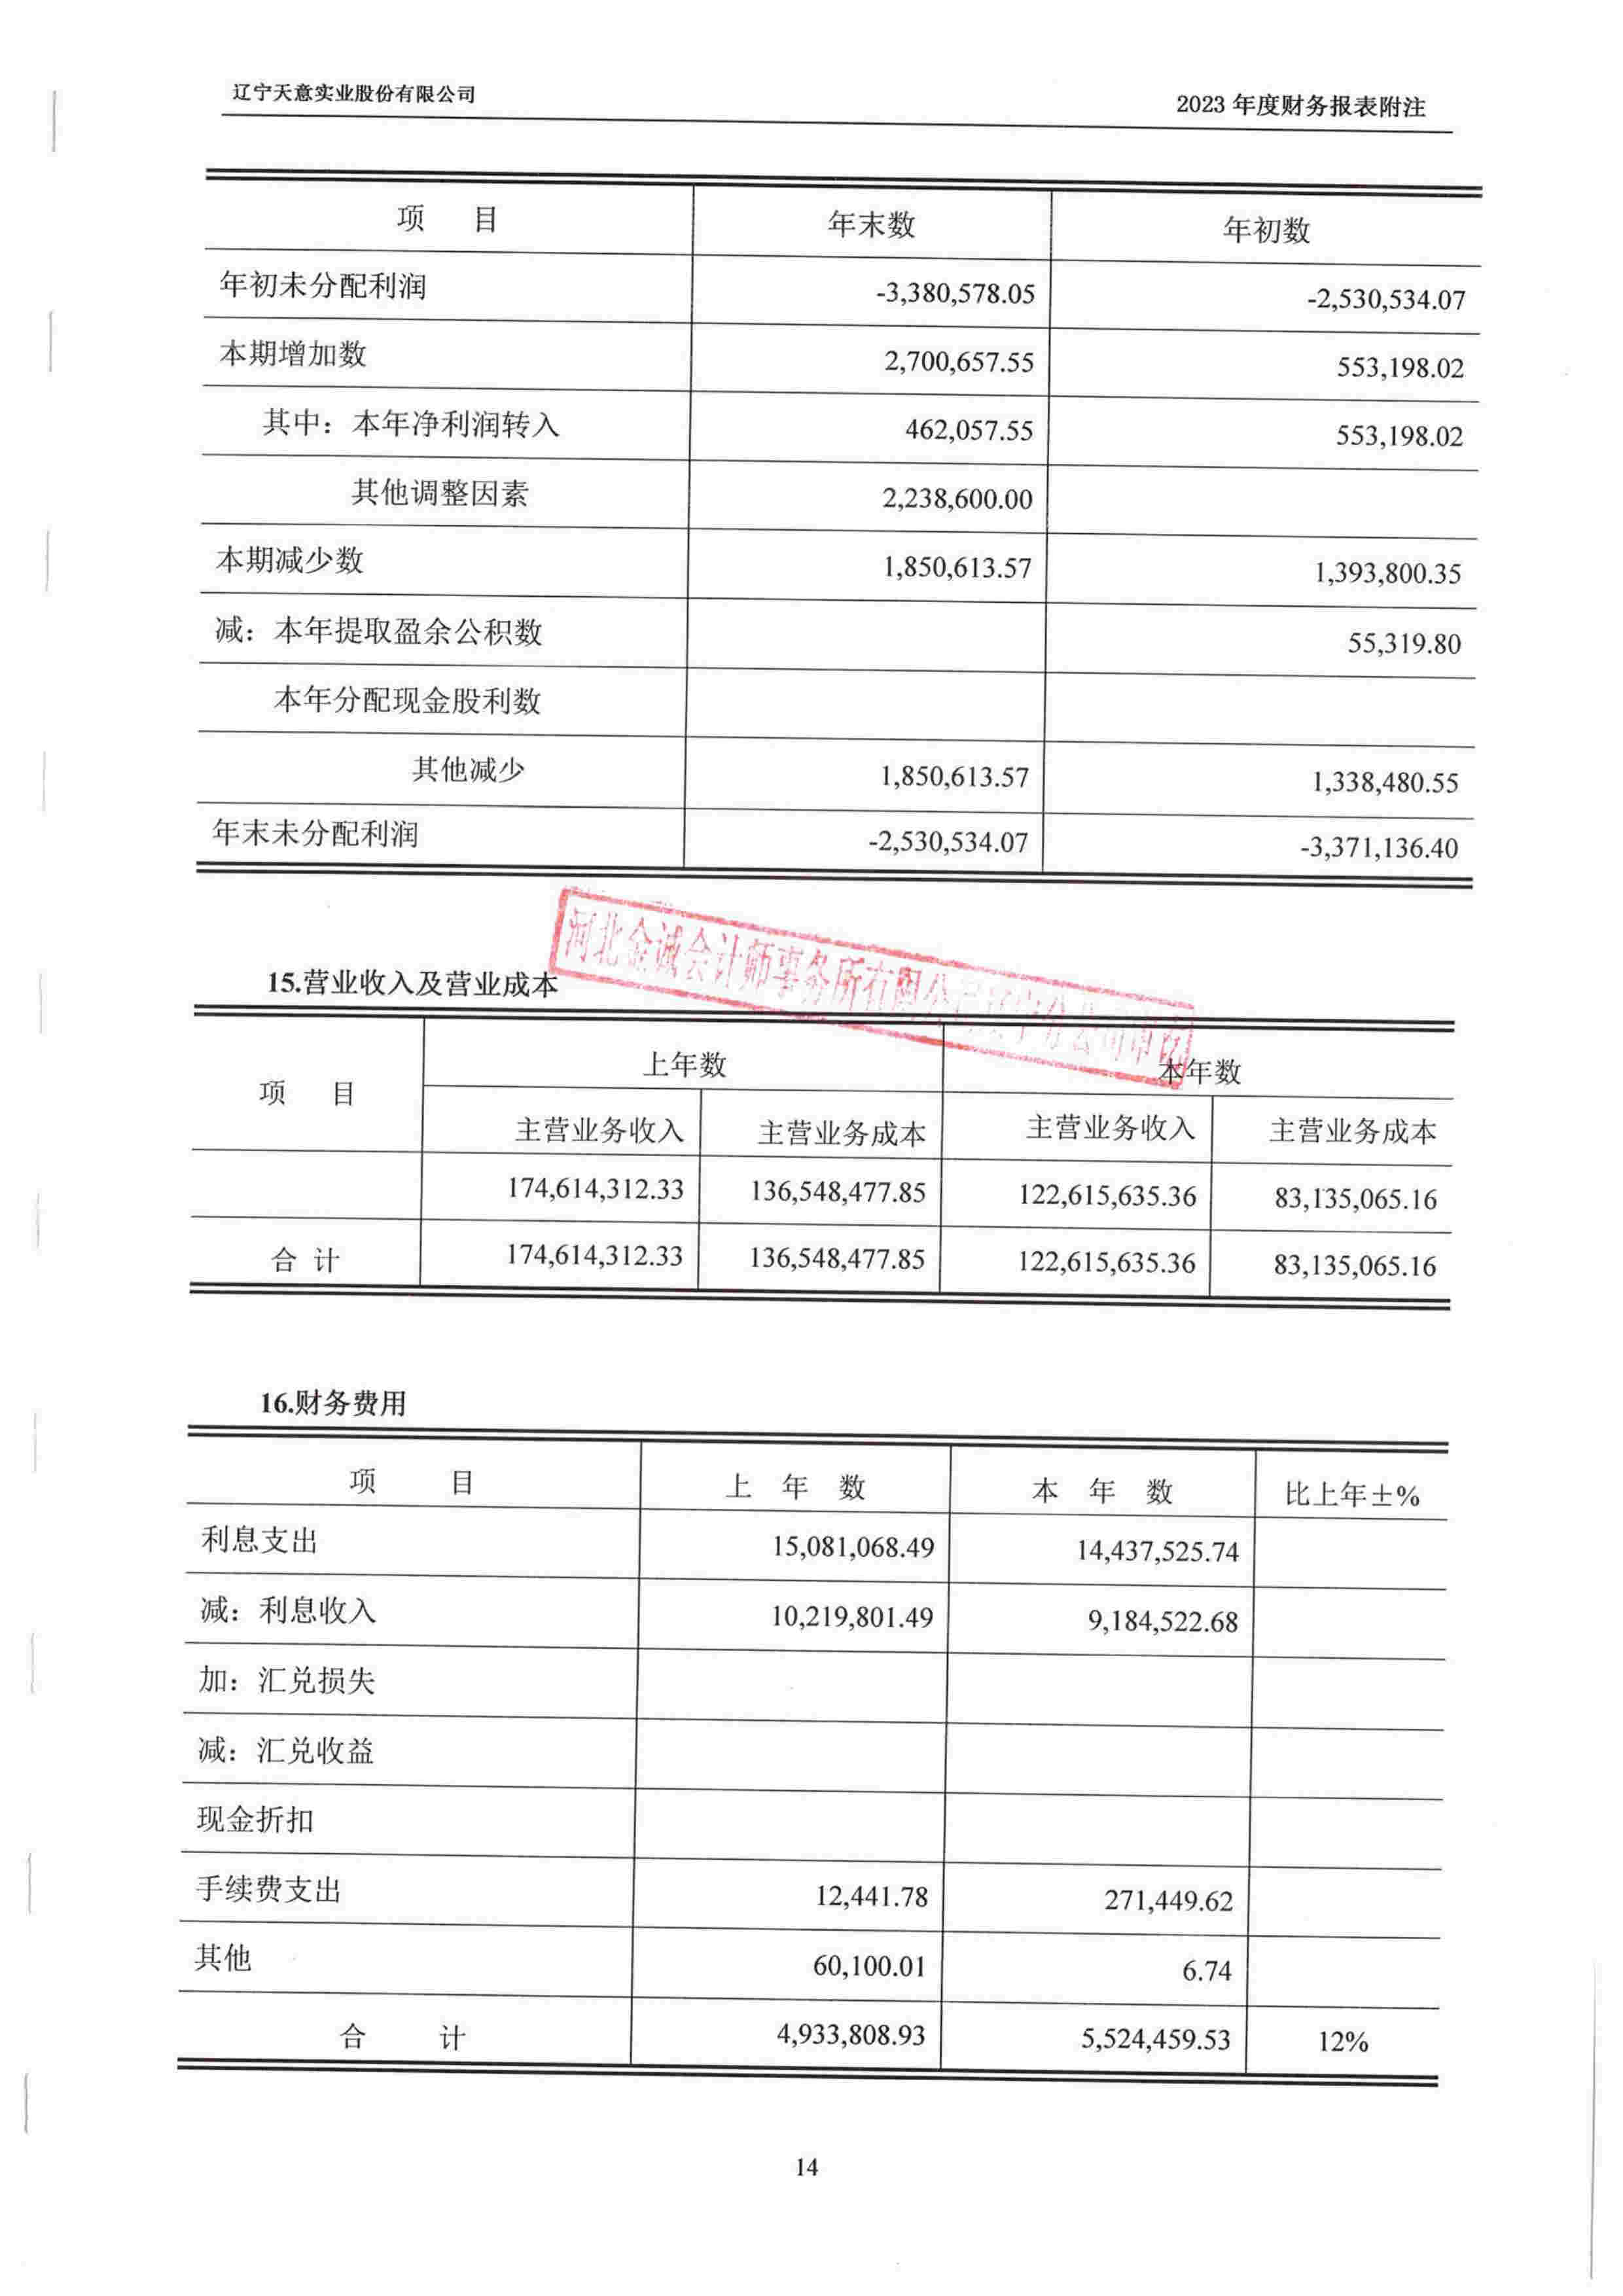 辽宁天意实业股份有限公司 2023 年度财务报表附注
项 目 年末数 年初数
年初未分配利润 -3,380,578.05 -2,530,534.07
本期增加数 2,700,657.55 553,198.02
其中：本年净利润转入 462,057.55 553,198.02
其他调整因素 2,238,600.00
本期减少数 1,850,613.57 1,393,800.35
减：本年提取盈余公积数 55,319.80
本年分配现金股利数
其他减少 1,850,613.57 1,338,480.55
年末未分配利润 -2,530,534.07 -3,371,136.40
河北金诚会计师事务所有限公司辽宁分公司
15.营业收入及营业成本
项 目 上年数 本年数
主营业务收入 主营业务成本 主营业务收入 主营业务成本
174,614,312.33 136,548,477.85 122,615,635.36 83,135,065.16
合 计 174,614,312.33 136,548,477.85 122,615,635.36 83,135,065.16
16.财务费用
项 目 上 年 数 本 年 数 比上年±%
利息支出 15,081,068.49 14,437,525.74
减：利息收入 10,219,801.49 9,184,522.68
加：汇兑损失
减：汇兑收益
现金折扣
手续费支出 12,441.78 271,449.62
其他 60,100.01 6.74
合 计 4,933,808.93 5,524,459.53 12%
14